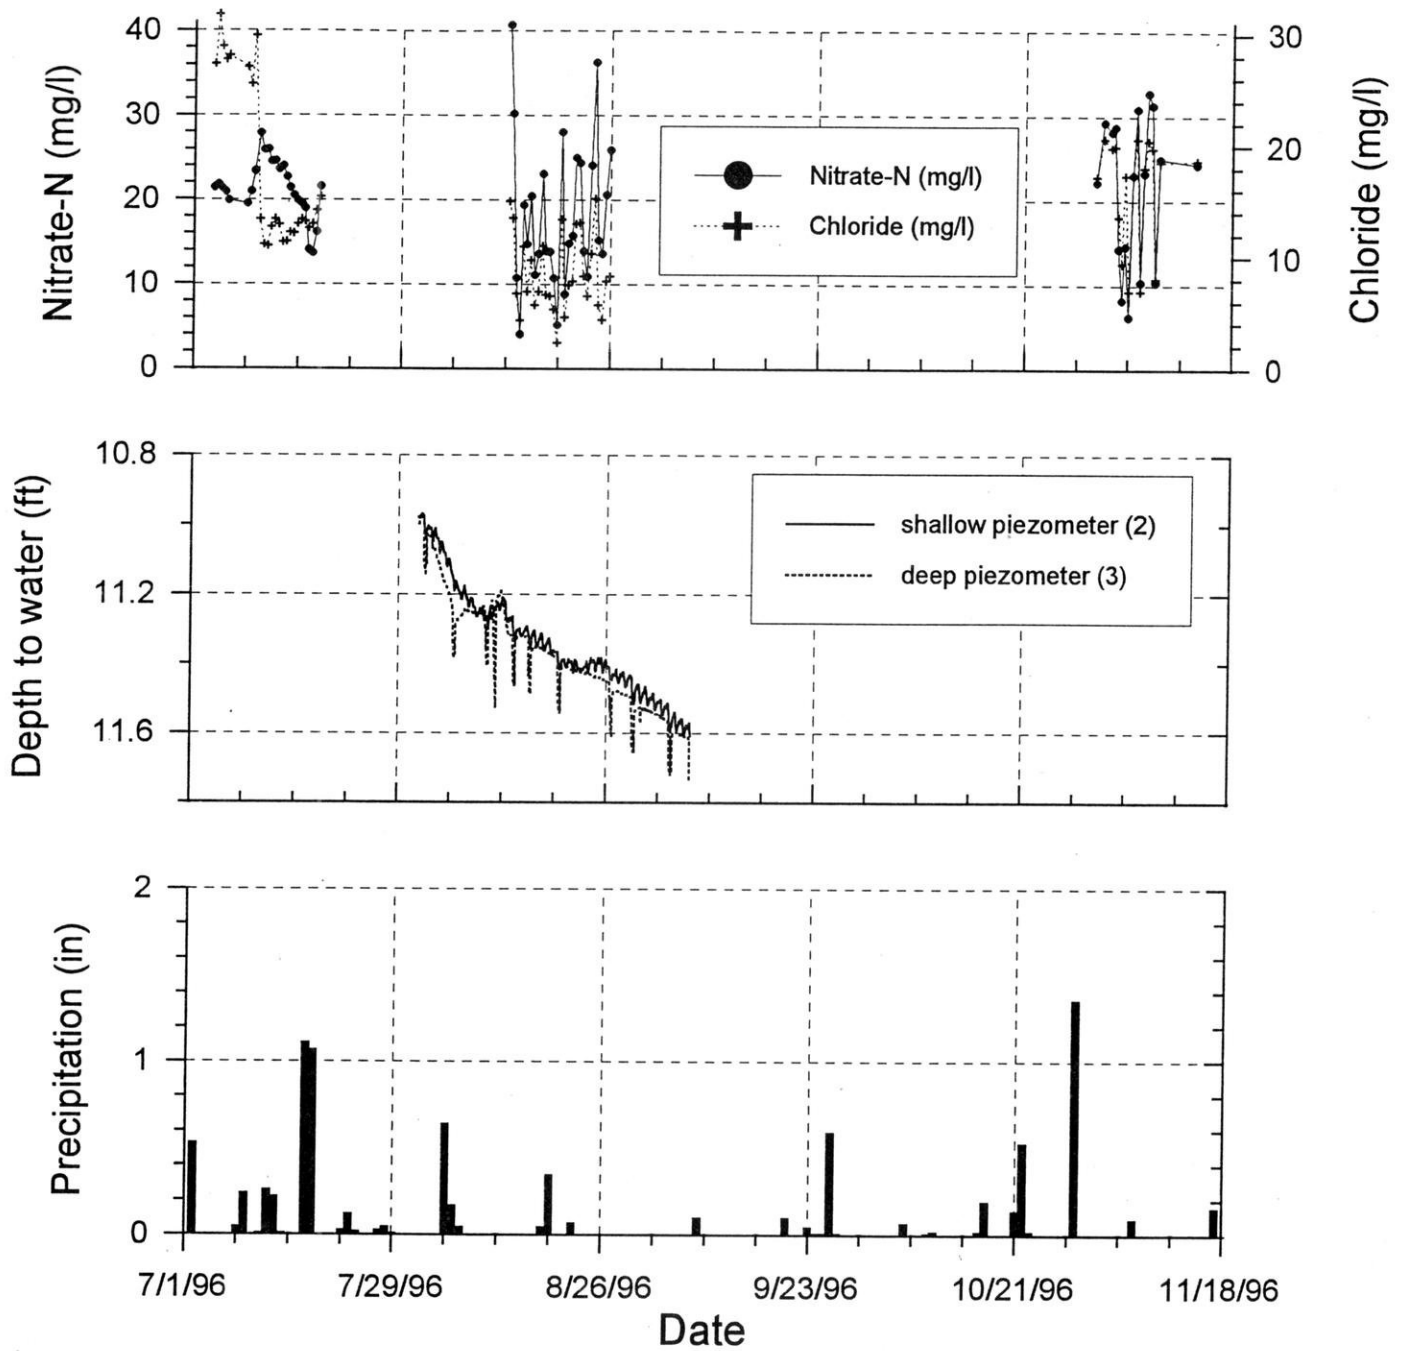 40
30
20
10
0
Nitrate-N (mg/l)
30
20
10
0
Chloride (mg/l)
Nitrate-N (mg/l)
Chloride (mg/l)
10.8
11.2
11.6
Depth to water (ft)
shallow piezometer (2)
deep piezometer (3)
2
1
0
Precipitation (in)
7/1/96 7/29/96 8/26/96 9/23/96 10/21/96 11/18/96
Date